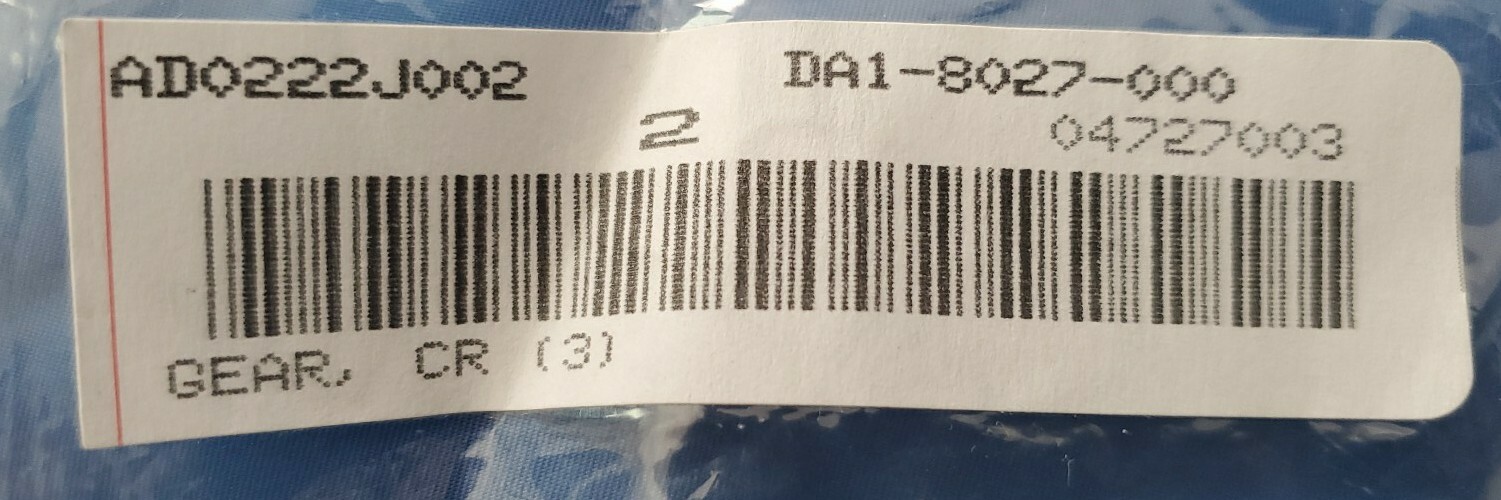 AD0222J002 DA1-8027-000
2 04727003
GEAR, CR (3)